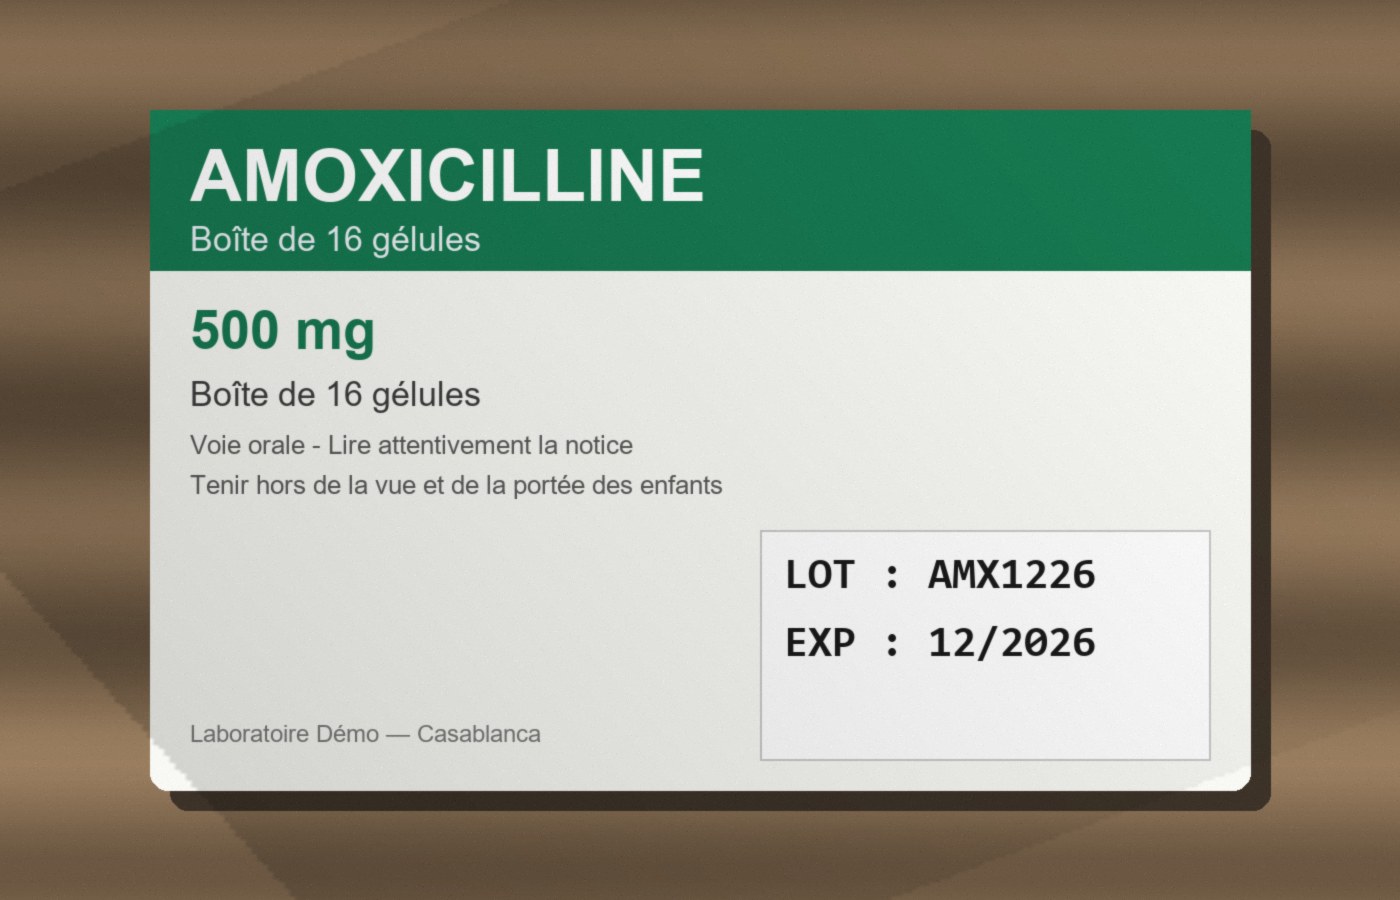 AMOXICILLINE
Boîte de 16 gélules
500 mg
Boîte de 16 gélules
Voie orale - Lire attentivement la notice
Tenir hors de la vue et de la portée des enfants
LOT : AMX1226
EXP : 12/2026
Laboratoire Démo — Casablanca